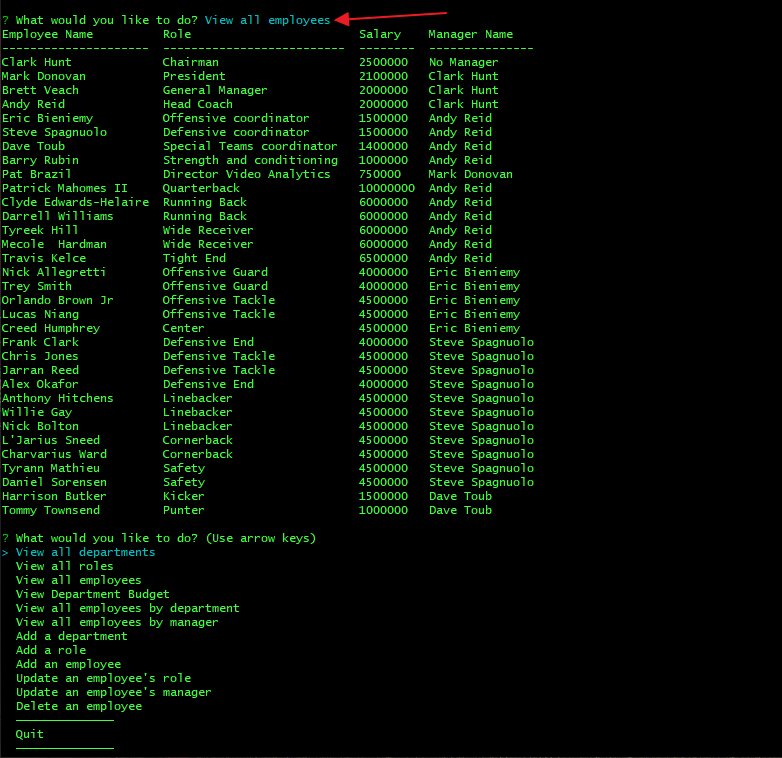 ? What would you like to do? View all employees
Employee Name         Role                        Salary    Manager Name
--------------------- --------------------------  --------  ---------------
Clark Hunt            Chairman                    2500000   No Manager
Mark Donovan          President                   2100000   Clark Hunt
Brett Veach           General Manager             2000000   Clark Hunt
Andy Reid             Head Coach                  2000000   Clark Hunt
Eric Bieniemy         Offensive coordinator       1500000   Andy Reid
Steve Spagnuolo       Defensive coordinator       1500000   Andy Reid
Dave Toub             Special Teams coordinator   1400000   Andy Reid
Barry Rubin           Strength and conditioning   1000000   Andy Reid
Pat Brazil            Director Video Analytics    750000    Mark Donovan
Patrick Mahomes II    Quarterback                 10000000  Andy Reid
Clyde Edwards-Helaire Running Back                6000000   Andy Reid
Darrell Williams      Running Back                6000000   Andy Reid
Tyreek Hill           Wide Receiver               6000000   Andy Reid
Mecole  Hardman       Wide Receiver               6000000   Andy Reid
Travis Kelce          Tight End                   6500000   Andy Reid
Nick Allegretti       Offensive Guard             4000000   Eric Bieniemy
Trey Smith            Offensive Guard             4000000   Eric Bieniemy
Orlando Brown Jr      Offensive Tackle            4500000   Eric Bieniemy
Lucas Niang           Offensive Tackle            4500000   Eric Bieniemy
Creed Humphrey        Center                      4500000   Eric Bieniemy
Frank Clark           Defensive End               4000000   Steve Spagnuolo
Chris Jones           Defensive Tackle            4500000   Steve Spagnuolo
Jarran Reed           Defensive Tackle            4500000   Steve Spagnuolo
Alex Okafor           Defensive End               4000000   Steve Spagnuolo
Anthony Hitchens      Linebacker                  4500000   Steve Spagnuolo
Willie Gay            Linebacker                  4500000   Steve Spagnuolo
Nick Bolton           Linebacker                  4500000   Steve Spagnuolo
L'Jarius Sneed        Cornerback                  4500000   Steve Spagnuolo
Charvarius Ward       Cornerback                  4500000   Steve Spagnuolo
Tyrann Mathieu        Safety                      4500000   Steve Spagnuolo
Daniel Sorensen       Safety                      4500000   Steve Spagnuolo
Harrison Butker       Kicker                      1500000   Dave Toub
Tommy Townsend        Punter                      1000000   Dave Toub
? What would you like to do? (Use arrow keys)
> View all departments
  View all roles
  View all employees
  View Department Budget
  View all employees by department
  View all employees by manager
  Add a department
  Add a role
  Add an employee
  Update an employee's role
  Update an employee's manager
  Delete an employee
  ──────────────
  Quit
  ──────────────